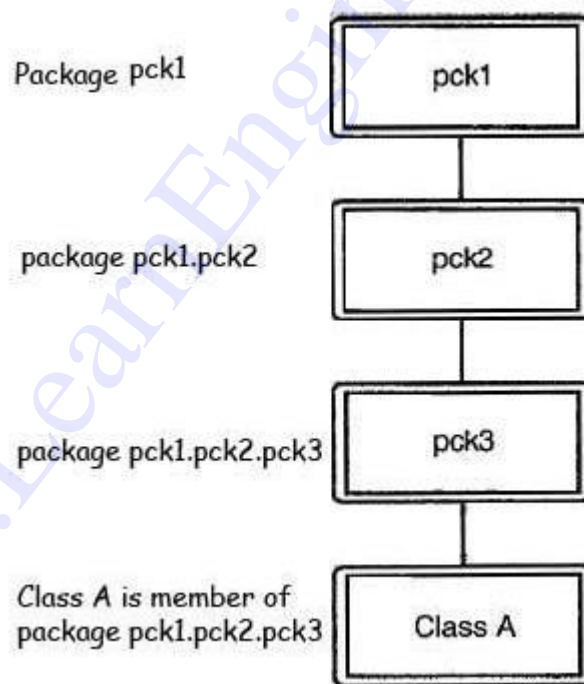 Package pck1
pck1
package pck1.pck2
pck2
package pck1.pck2.pck3
pck3
Class A is member of
package pck1.pck2.pck3
Class A
.LearnEngin